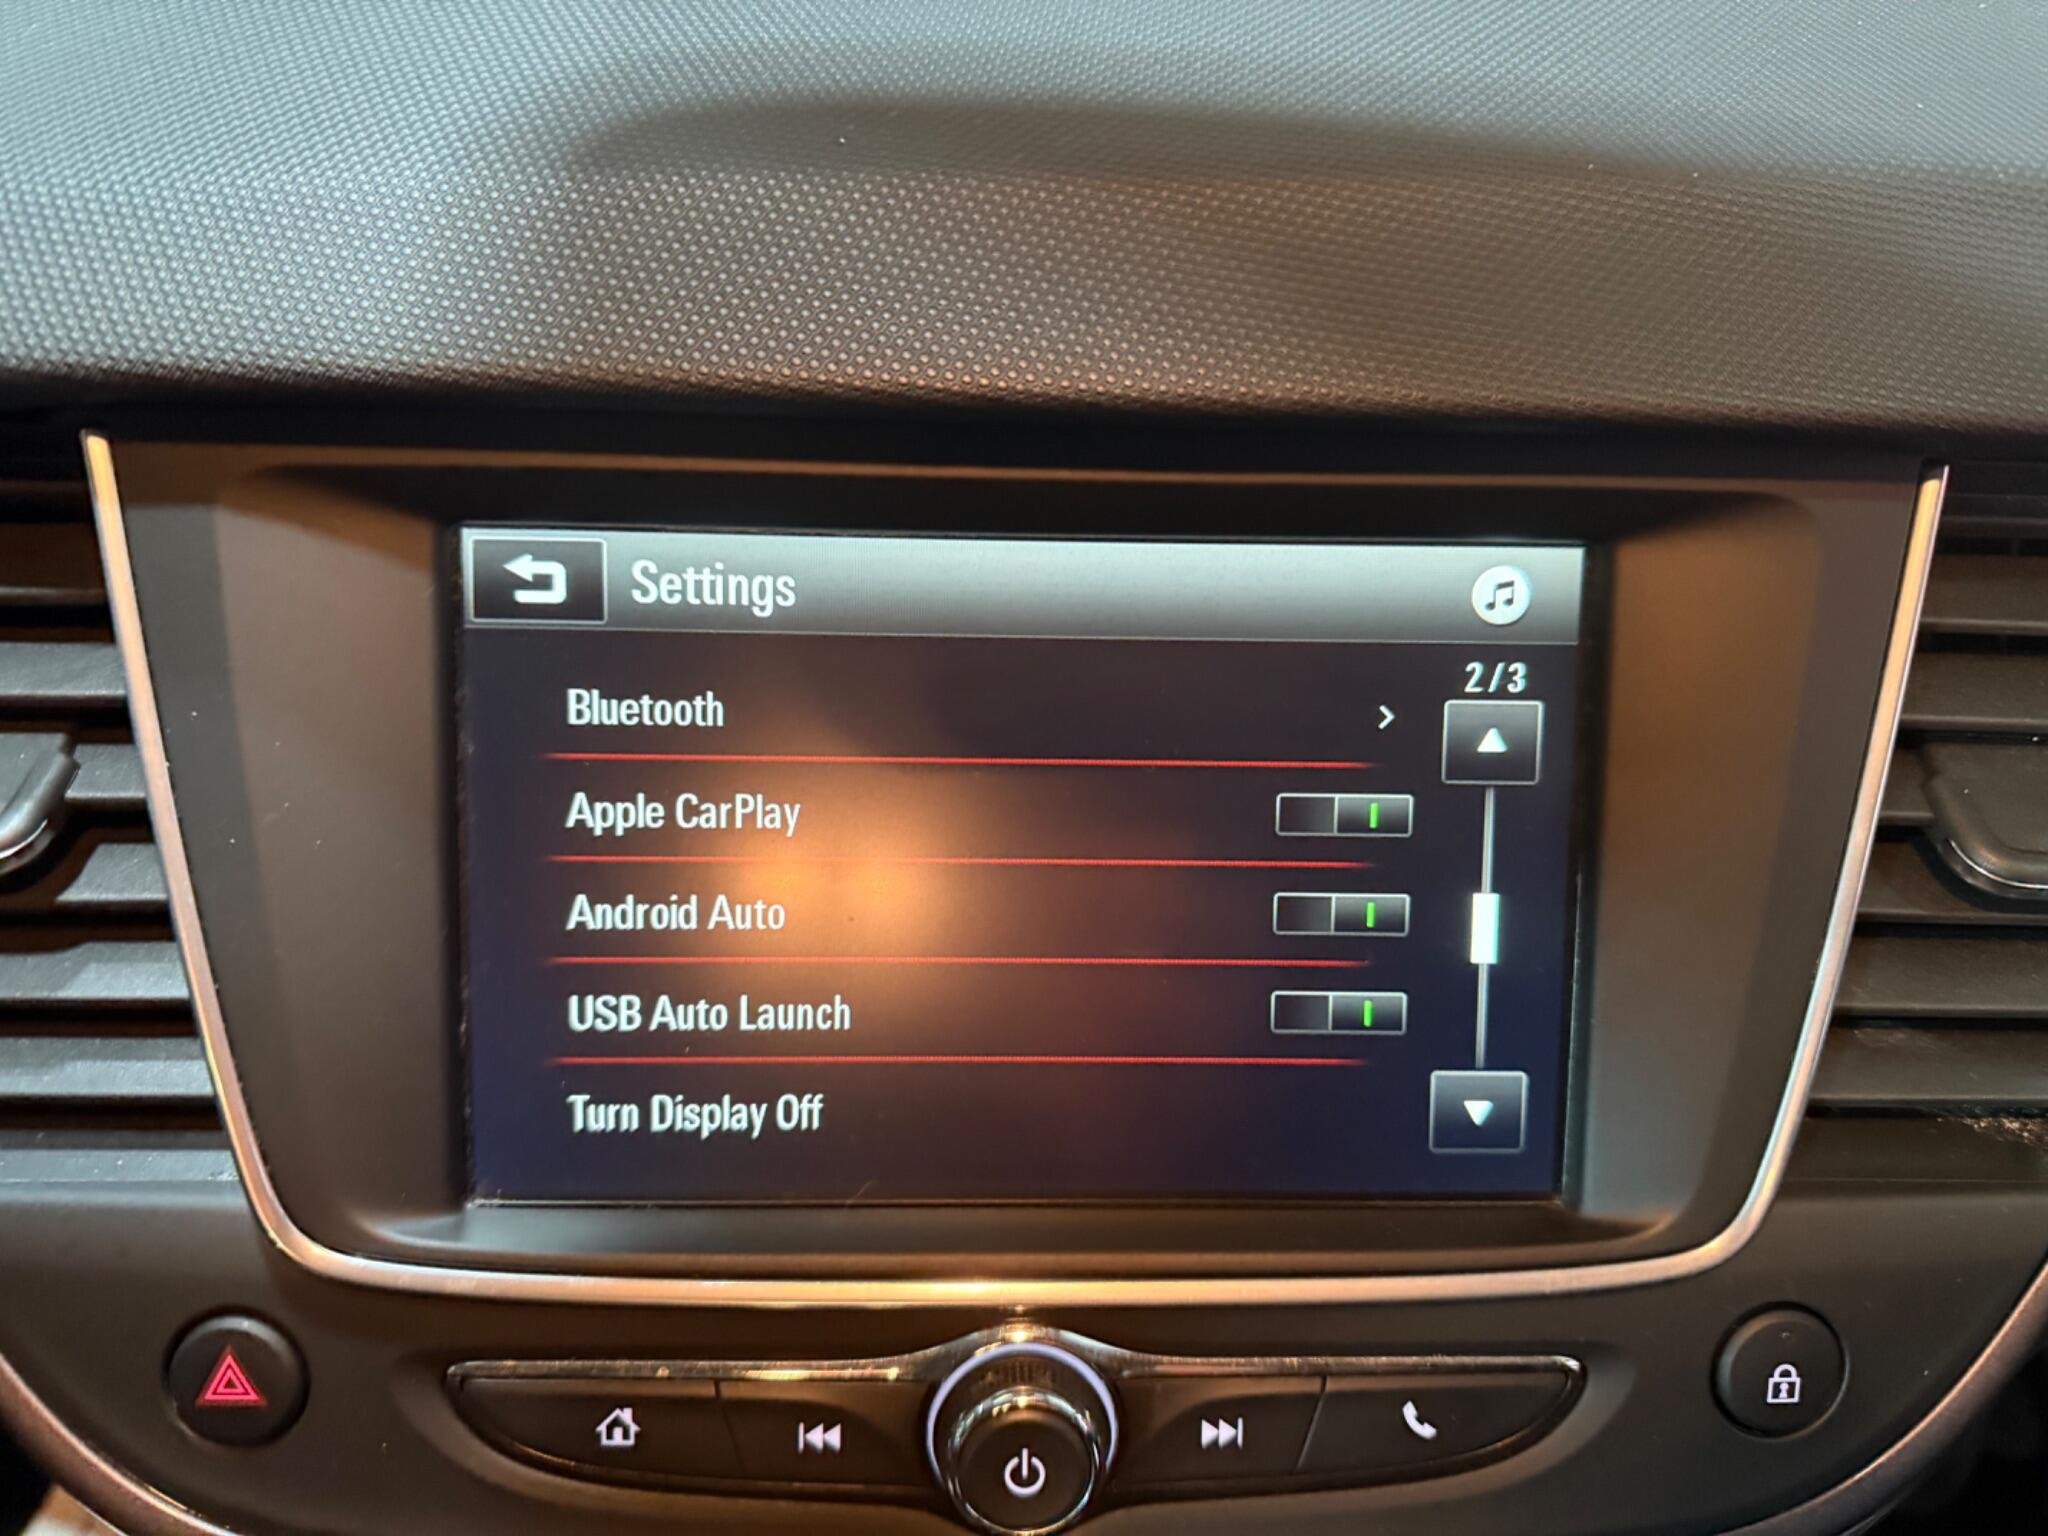 Settings
2/3
Bluetooth
Apple CarPlay
Android Auto
USB Auto Launch
Turn Display Off